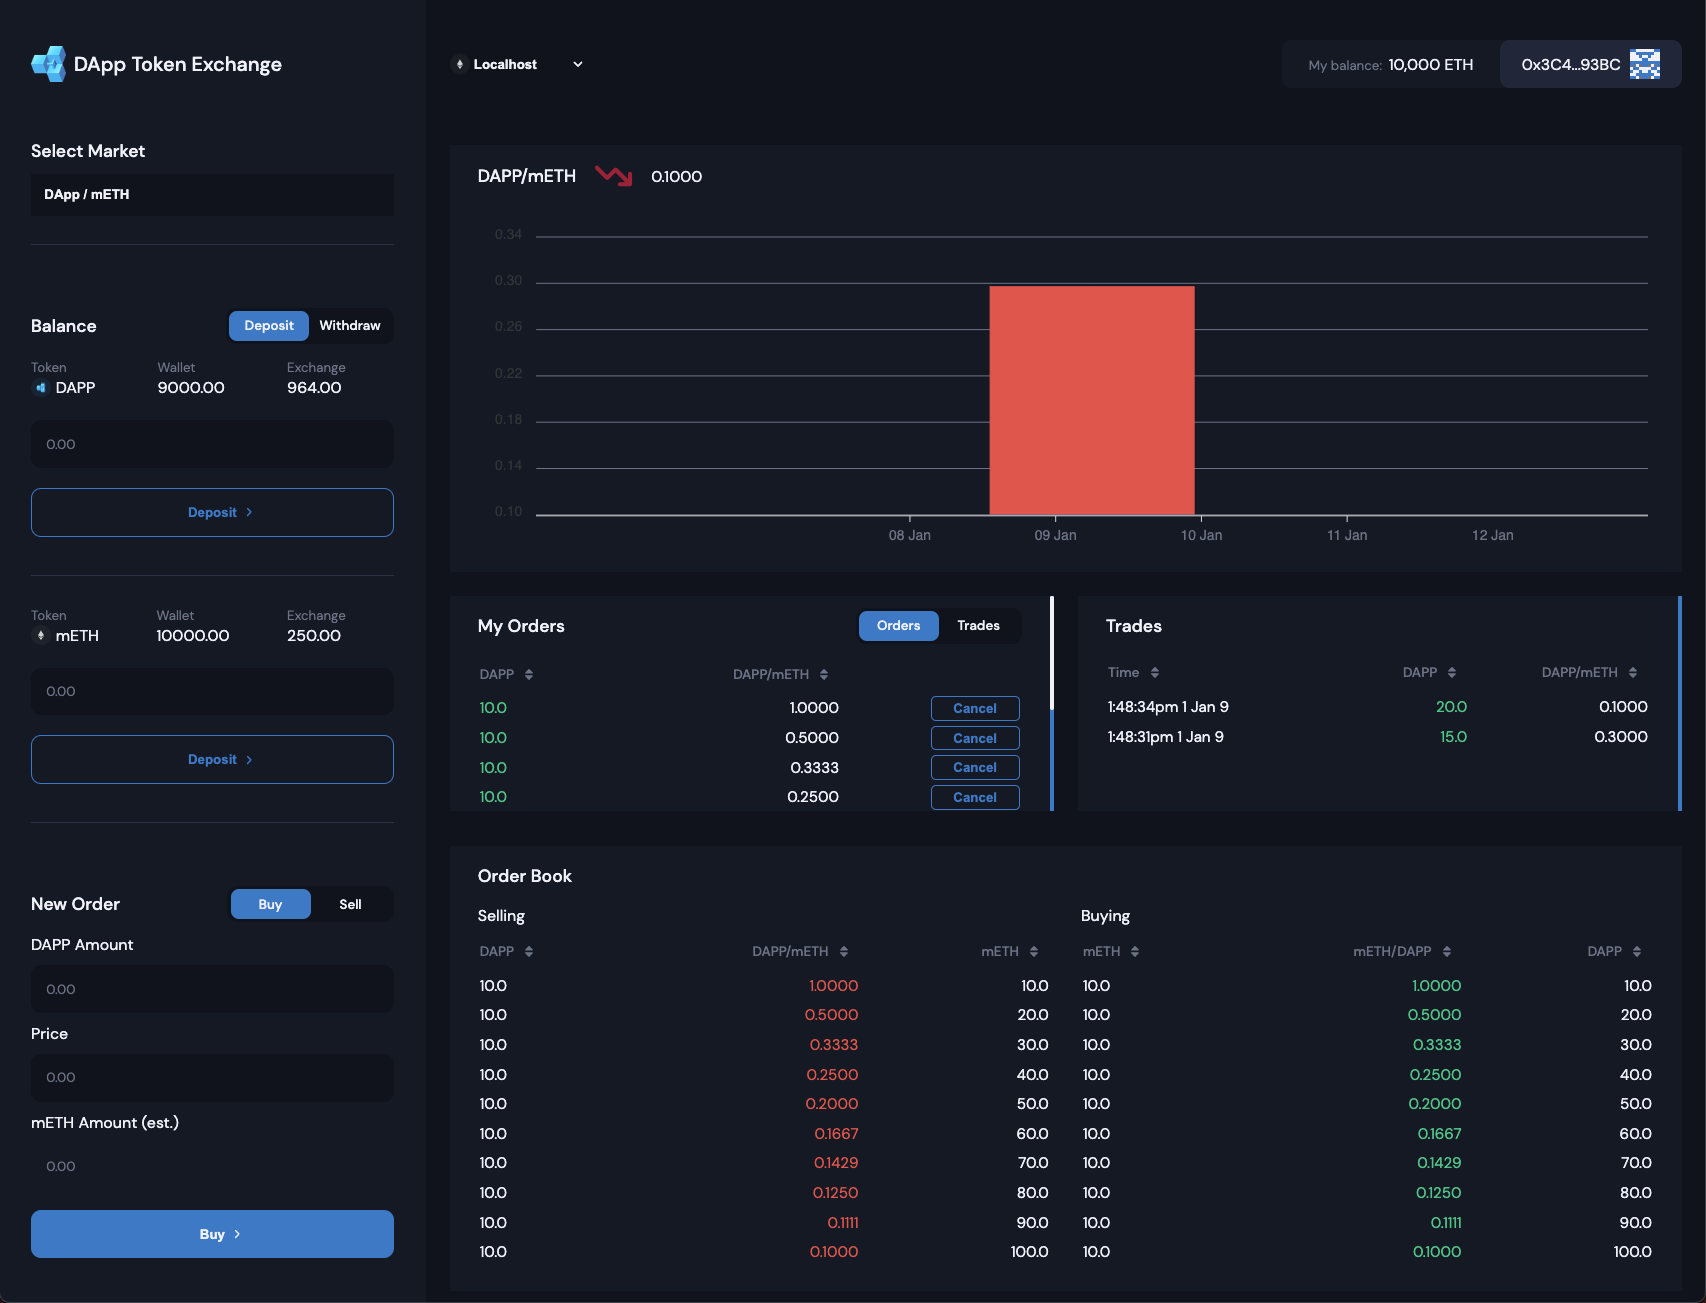 DApp Token Exchange
Localhost
My balance: 10,000 ETH
0x3C4...93BC
Select Market
DApp / mETH
Balance
Deposit Withdraw
Token Wallet Exchange
DAPP 9000.00 964.00
0.00
Deposit
Token Wallet Exchange
mETH 10000.00 250.00
0.00
Deposit
New Order
Buy Sell
DAPP Amount
0.00
Price
0.00
mETH Amount (est.)
0.00
Buy
DAPP/mETH 0.1000
0.34
0.30
0.26
0.22
0.18
0.14
0.10
08 Jan 09 Jan 10 Jan 11 Jan 12 Jan
My Orders
Orders Trades
DAPP DAPP/mETH
10.0 1.0000 Cancel
10.0 0.5000 Cancel
10.0 0.3333 Cancel
10.0 0.2500 Cancel
Trades
Time DAPP DAPP/mETH
1:48:34pm 1 Jan 9 20.0 0.1000
1:48:31pm 1 Jan 9 15.0 0.3000
Order Book
Selling
DAPP DAPP/mETH mETH
10.0 1.0000 10.0
10.0 0.5000 20.0
10.0 0.3333 30.0
10.0 0.2500 40.0
10.0 0.2000 50.0
10.0 0.1667 60.0
10.0 0.1429 70.0
10.0 0.1250 80.0
10.0 0.1111 90.0
10.0 0.1000 100.0
Buying
mETH mETH/DAPP DAPP
10.0 1.0000 10.0
10.0 0.5000 20.0
10.0 0.3333 30.0
10.0 0.2500 40.0
10.0 0.2000 50.0
10.0 0.1667 60.0
10.0 0.1429 70.0
10.0 0.1250 80.0
10.0 0.1111 90.0
10.0 0.1000 100.0